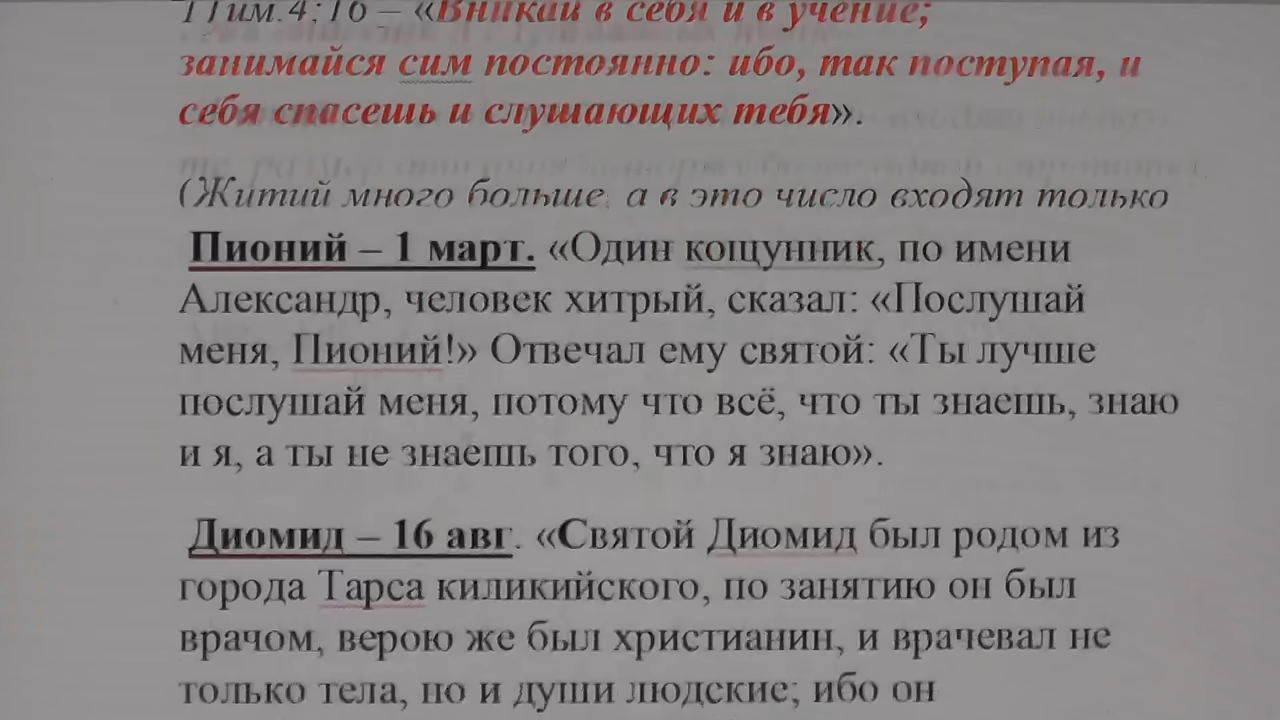 1Тим.4:16 – «Вникай в себя и в учение;
занимайся сим постоянно: ибо, так поступая, и
себя спасешь и слушающих тебя».
(Житий много больше, а в это число входят только
Пионий – 1 март. «Один кощунник, по имени
Александр, человек хитрый, сказал: «Послушай
меня, Пионий!» Отвечал ему святой: «Ты лучше
послушай меня, потому что всё, что ты знаешь, знаю
и я, а ты не знаешь того, что я знаю».
Диомид – 16 авг. «Святой Диомид был родом из
города Тарса киликийского, по занятию он был
врачом, верою же был христианин, и врачевал не
только тела, но и души людские; ибо он